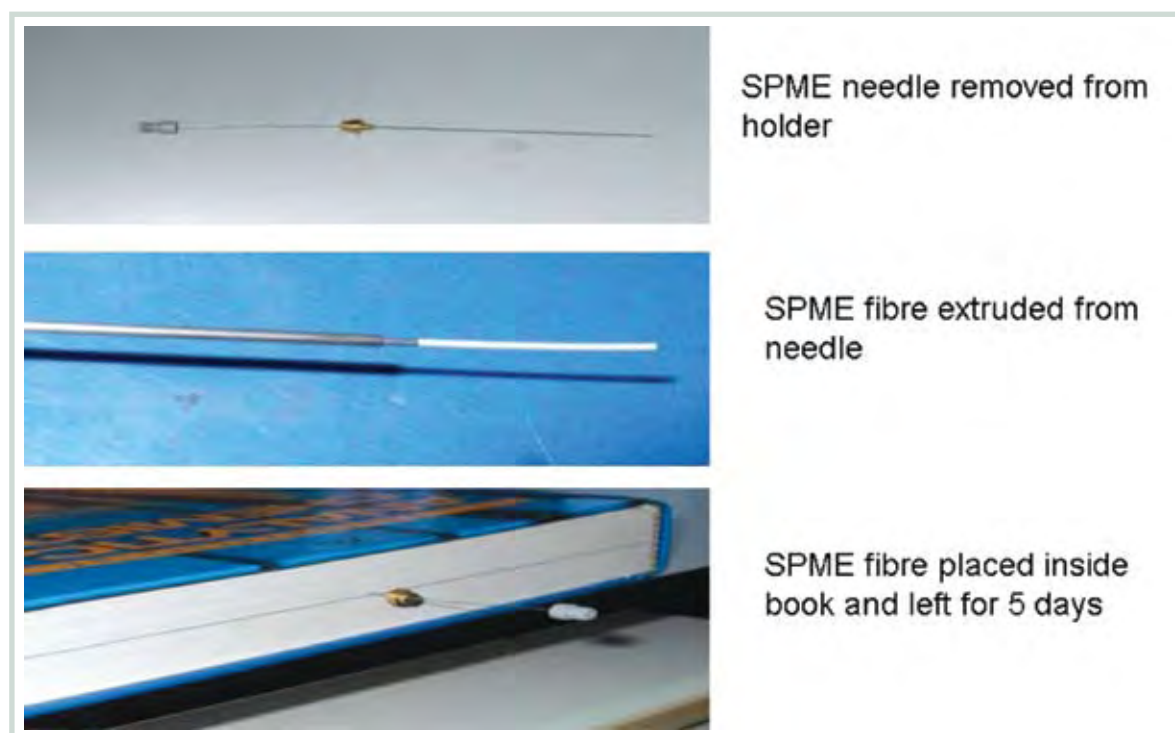 SPME needle removed from
holder
SPME fibre extruded from
needle
SPME fibre placed inside
book and left for 5 days